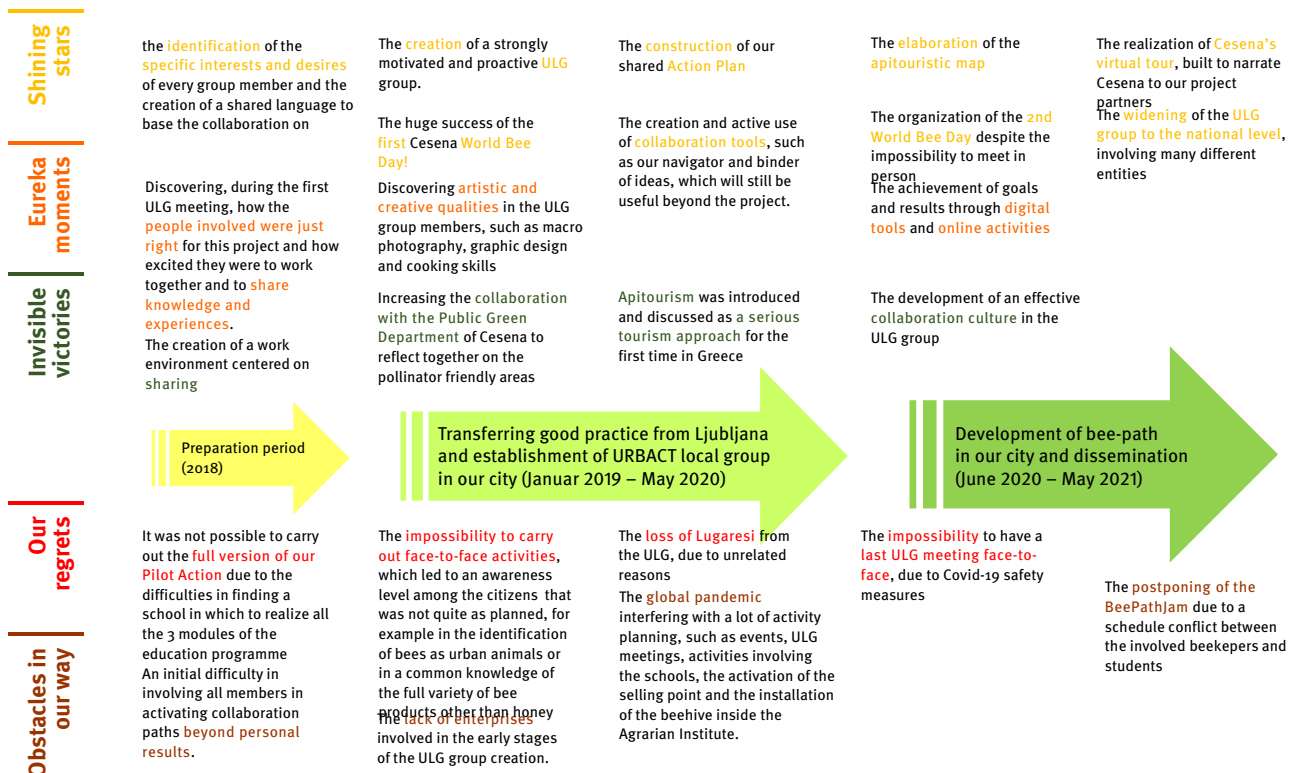 Shining
stars
the identification of the
specific interests and desires
of every group member and the
creation of a shared language to
base the collaboration on
The creation of a strongly
motivated and proactive ULG
group.
The huge success of the
first Cesena World Bee
Day!
The construction of our
shared Action Plan
The creation and active use
of collaboration tools, such
as our navigator and binder
of ideas, which will still be
useful beyond the project.
The elaboration of the
apitouristic map
The organization of the 2nd
World Bee Day despite the
impossibility to meet in
person
The realization of Cesena's
virtual tour, built to narrate
Cesena to our project
partners
The widening of the ULG
group to the national level,
involving many different
entities
Eureka
moments
Discovering, during the first
ULG meeting, how the
people involved were just
right for this project and how
excited they were to work
together and to share
knowledge and
experiences.
Discovering artistic and
creative qualities in the ULG
group members, such as macro
photography, graphic design
and cooking skills
The achievement of goals
and results through digital
tools and online activities
Invisible
victories
The creation of a work
environment centered on
sharing
Increasing the collaboration
with the Public Green
Department of Cesena to
reflect together on the
pollinator friendly areas
Apitourism was introduced
and discussed as a serious
tourism approach for the
first time in Greece
The development of an effective
collaboration culture in the
ULG group
Preparation period
(2018)
Transferring good practice from Ljubljana
and establishment of URBACT local group
in our city (Januar 2019 – May 2020)
Development of bee-path
in our city and dissemination
(June 2020 – May 2021)
Our
regrets
It was not possible to carry
out the full version of our
Pilot Action due to the
difficulties in finding a
school in which to realize all
the 3 modules of the
education programme
The impossibility to carry
out face-to-face activities,
which led to an awareness
level among the citizens that
was not quite as planned, for
example in the identification
of bees as urban animals or
in a common knowledge of
the full variety of bee
products other than honey
The loss of Lugaresi from
the ULG, due to unrelated
reasons
The impossibility to have a
last ULG meeting face-to-
face, due to Covid-19 safety
measures
Obstacles in
our way
An initial difficulty in
involving all members in
activating collaboration
paths beyond personal
results.
The lack of enterprises
involved in the early stages
of the ULG group creation.
The global pandemic
interfering with a lot of activity
planning, such as events, ULG
meetings, activities involving
the schools, the activation of the
selling point and the installation
of the beehive inside the
Agrarian Institute.
The postponing of the
BeePathJam due to a
schedule conflict between
the involved beekepers and
students